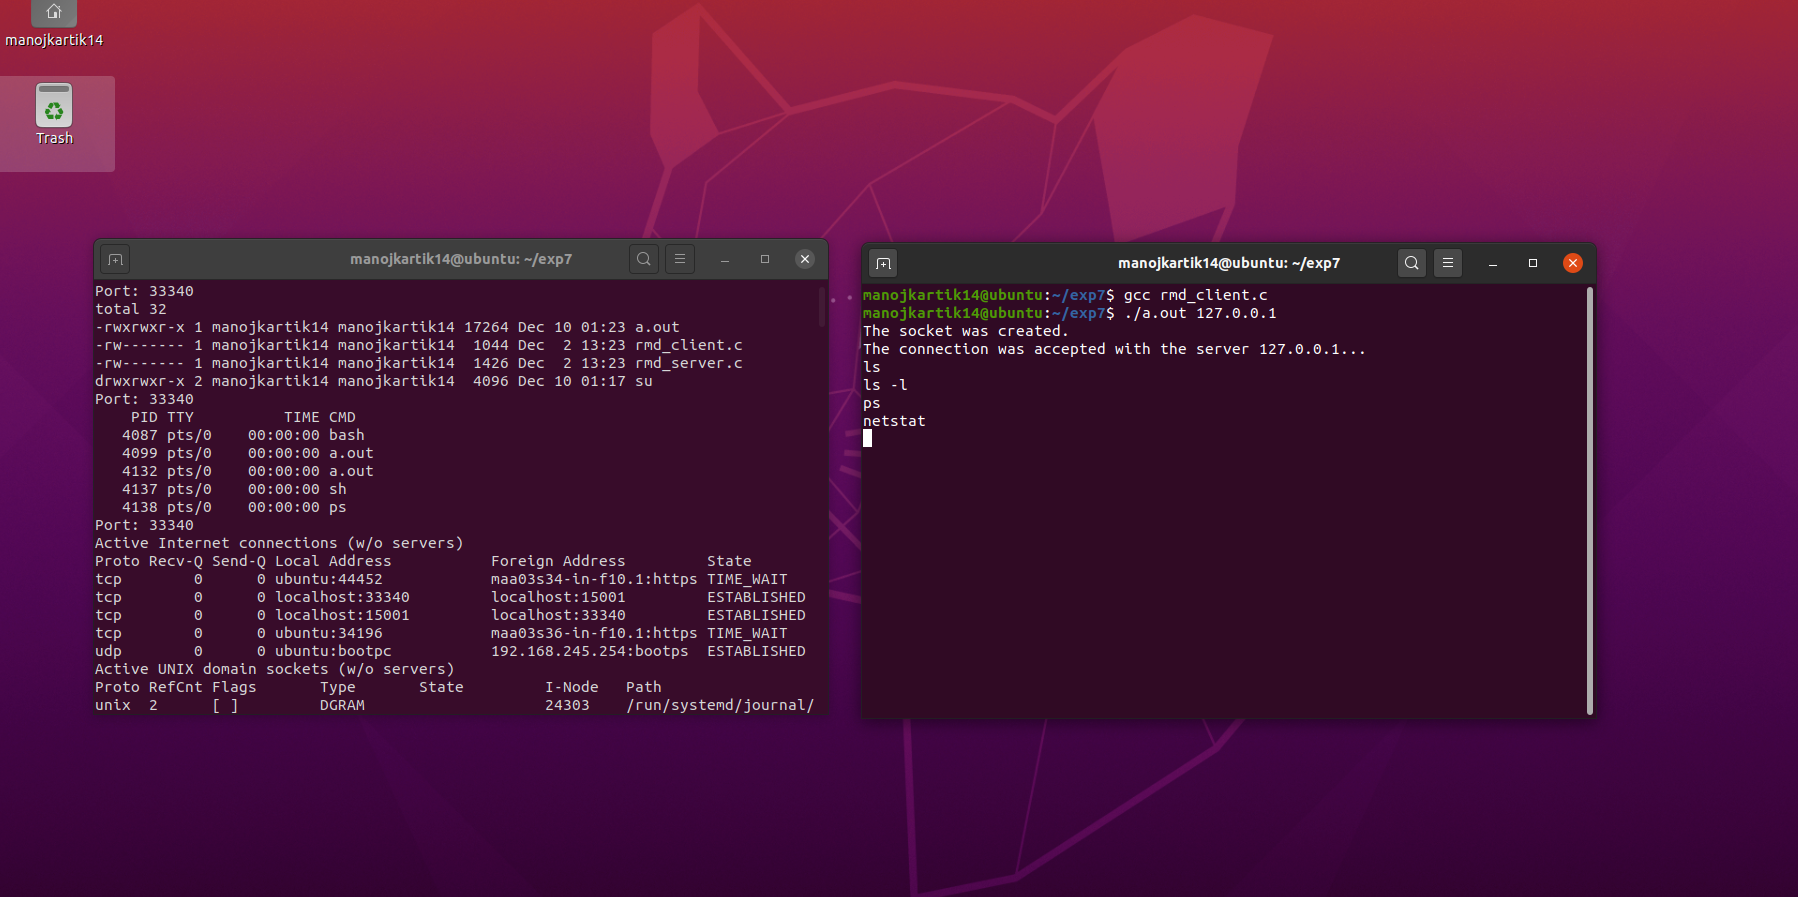 manojkartik14
Trash
manojkartik14@ubuntu: ~/exp7
Port: 33340
total 32
-rwxrwxr-x 1 manojkartik14 manojkartik14 17264 Dec 10 01:23 a.out
-rw------- 1 manojkartik14 manojkartik14  1044 Dec  2 13:23 rmd_client.c
-rw------- 1 manojkartik14 manojkartik14  1426 Dec  2 13:23 rmd_server.c
drwxrwxr-x 2 manojkartik14 manojkartik14  4096 Dec 10 01:17 su
Port: 33340
    PID TTY          TIME CMD
   4087 pts/0    00:00:00 bash
   4099 pts/0    00:00:00 a.out
   4132 pts/0    00:00:00 a.out
   4137 pts/0    00:00:00 sh
   4138 pts/0    00:00:00 ps
Port: 33340
Active Internet connections (w/o servers)
Proto Recv-Q Send-Q Local Address           Foreign Address         State
tcp        0      0 ubuntu:44452            maa03s34-in-f10.1:https TIME_WAIT
tcp        0      0 localhost:33340         localhost:15001         ESTABLISHED
tcp        0      0 localhost:15001         localhost:33340         ESTABLISHED
tcp        0      0 ubuntu:34196            maa03s36-in-f10.1:https TIME_WAIT
udp        0      0 ubuntu:bootpc           192.168.245.254:bootps  ESTABLISHED
Active UNIX domain sockets (w/o servers)
Proto RefCnt Flags       Type       State         I-Node   Path
unix  2      [ ]         DGRAM                    24303    /run/systemd/journal/
manojkartik14@ubuntu: ~/exp7
manojkartik14@ubuntu:~/exp7$ gcc rmd_client.c
manojkartik14@ubuntu:~/exp7$ ./a.out 127.0.0.1
The socket was created.
The connection was accepted with the server 127.0.0.1...
ls
ls -l
ps
netstat